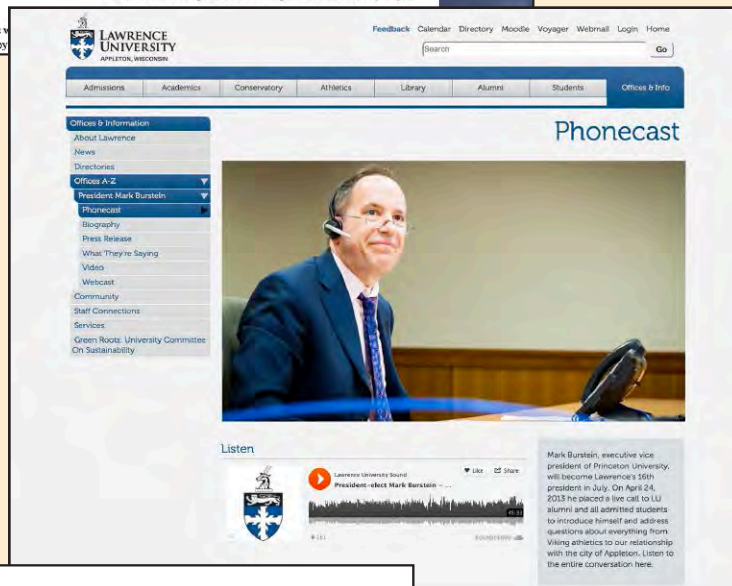 LAWRENCE
UNIVERSITY
APPLETON, WISCONSIN
Feedback Calendar Directory Moodle Voyager Webmail Login Home
Search
Go
Admissions Academics Conservatory Athletics Library Alumni Students Offices & Info
Offices & Information
About Lawrence
News
Directories
Offices A-Z
President Mark Burstein
Phonecast
Biography
Press Release
What They're Saying
Video
Webcast
Community
Staff Connections
Services
Green Roots: University Committee
On Sustainability
Phonecast
Listen
Lawrence University Sound
President-elect Mark Burstein - ...
Like Share
45:33
161
SOUNDCLOUD
Mark Burstein, executive vice
president of Princeton University,
will become Lawrence's 16th
president in July. On April 24,
2013 he placed a live call to LU
alumni and all admitted students
to introduce himself and address
questions about everything from
Viking athletics to our relationship
with the city of Appleton. Listen to
the entire conversation here.
by